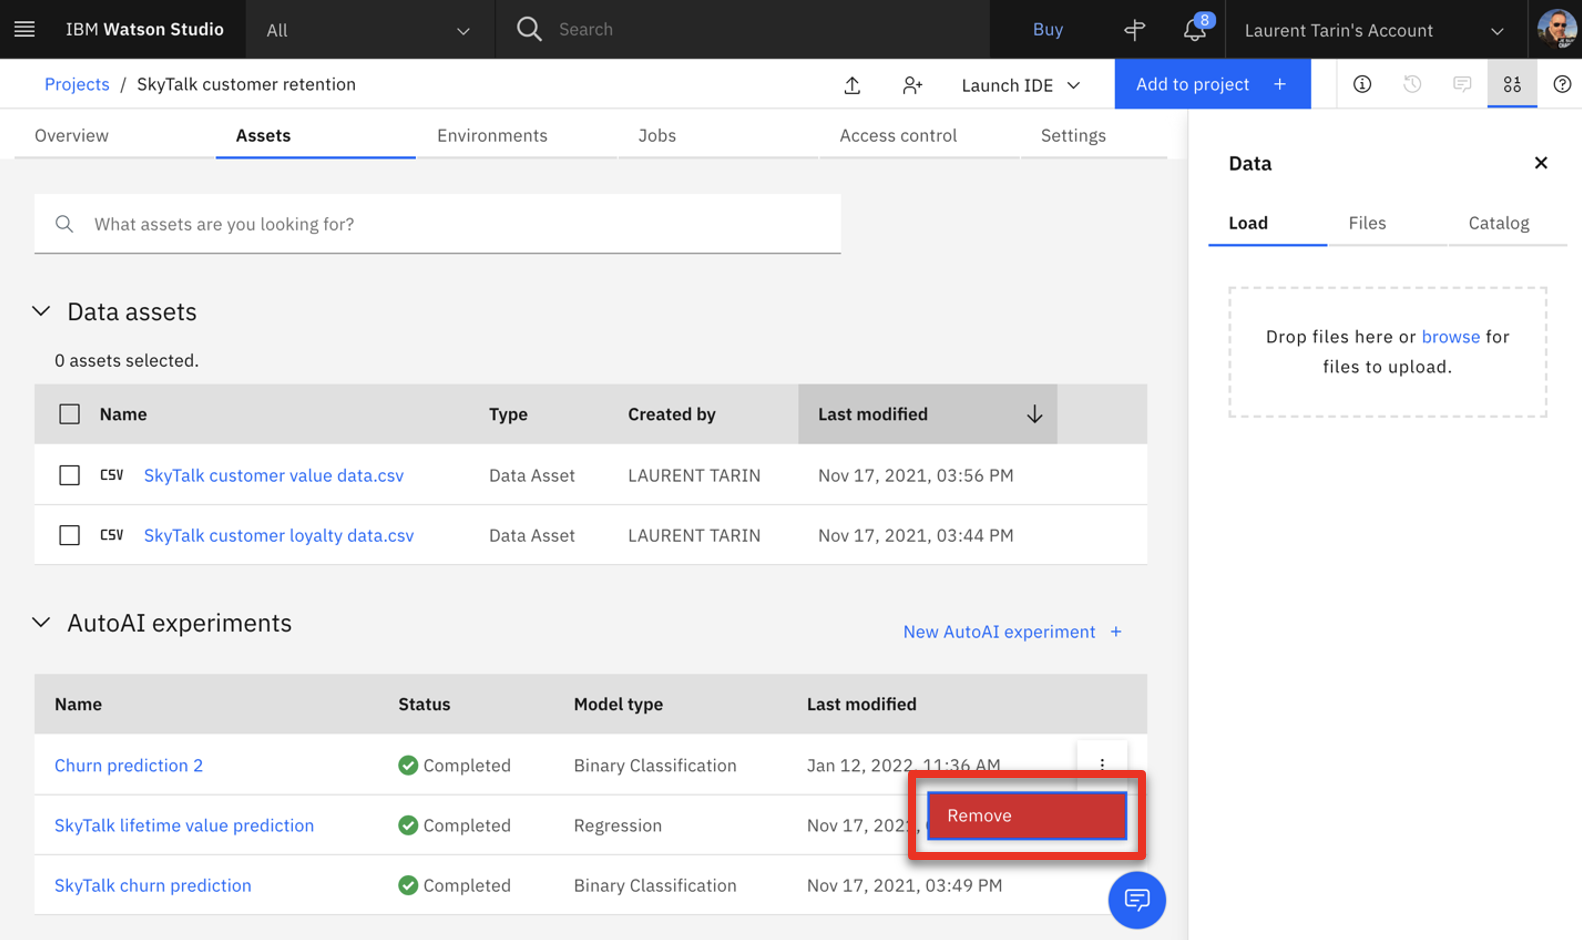 IBM Watson Studio
All
Search
Buy
8
Laurent Tarin's Account
Projects / SkyTalk customer retention
Launch IDE
Add to project +
Overview
Assets
Environments
Jobs
Access control
Settings
What assets are you looking for?
Data assets
0 assets selected.
Name Type Created by Last modified
CSV SkyTalk customer value data.csv Data Asset LAURENT TARIN Nov 17, 2021, 03:56 PM
CSV SkyTalk customer loyalty data.csv Data Asset LAURENT TARIN Nov 17, 2021, 03:44 PM
AutoAI experiments
New AutoAI experiment +
Name Status Model type Last modified
Churn prediction 2 Completed Binary Classification Jan 12, 2022, 11:36 AM
Remove
SkyTalk lifetime value prediction Completed Regression Nov 17, 2021,
SkyTalk churn prediction Completed Binary Classification Nov 17, 2021, 03:49 PM
Data
Load
Files
Catalog
Drop files here or browse for
files to upload.